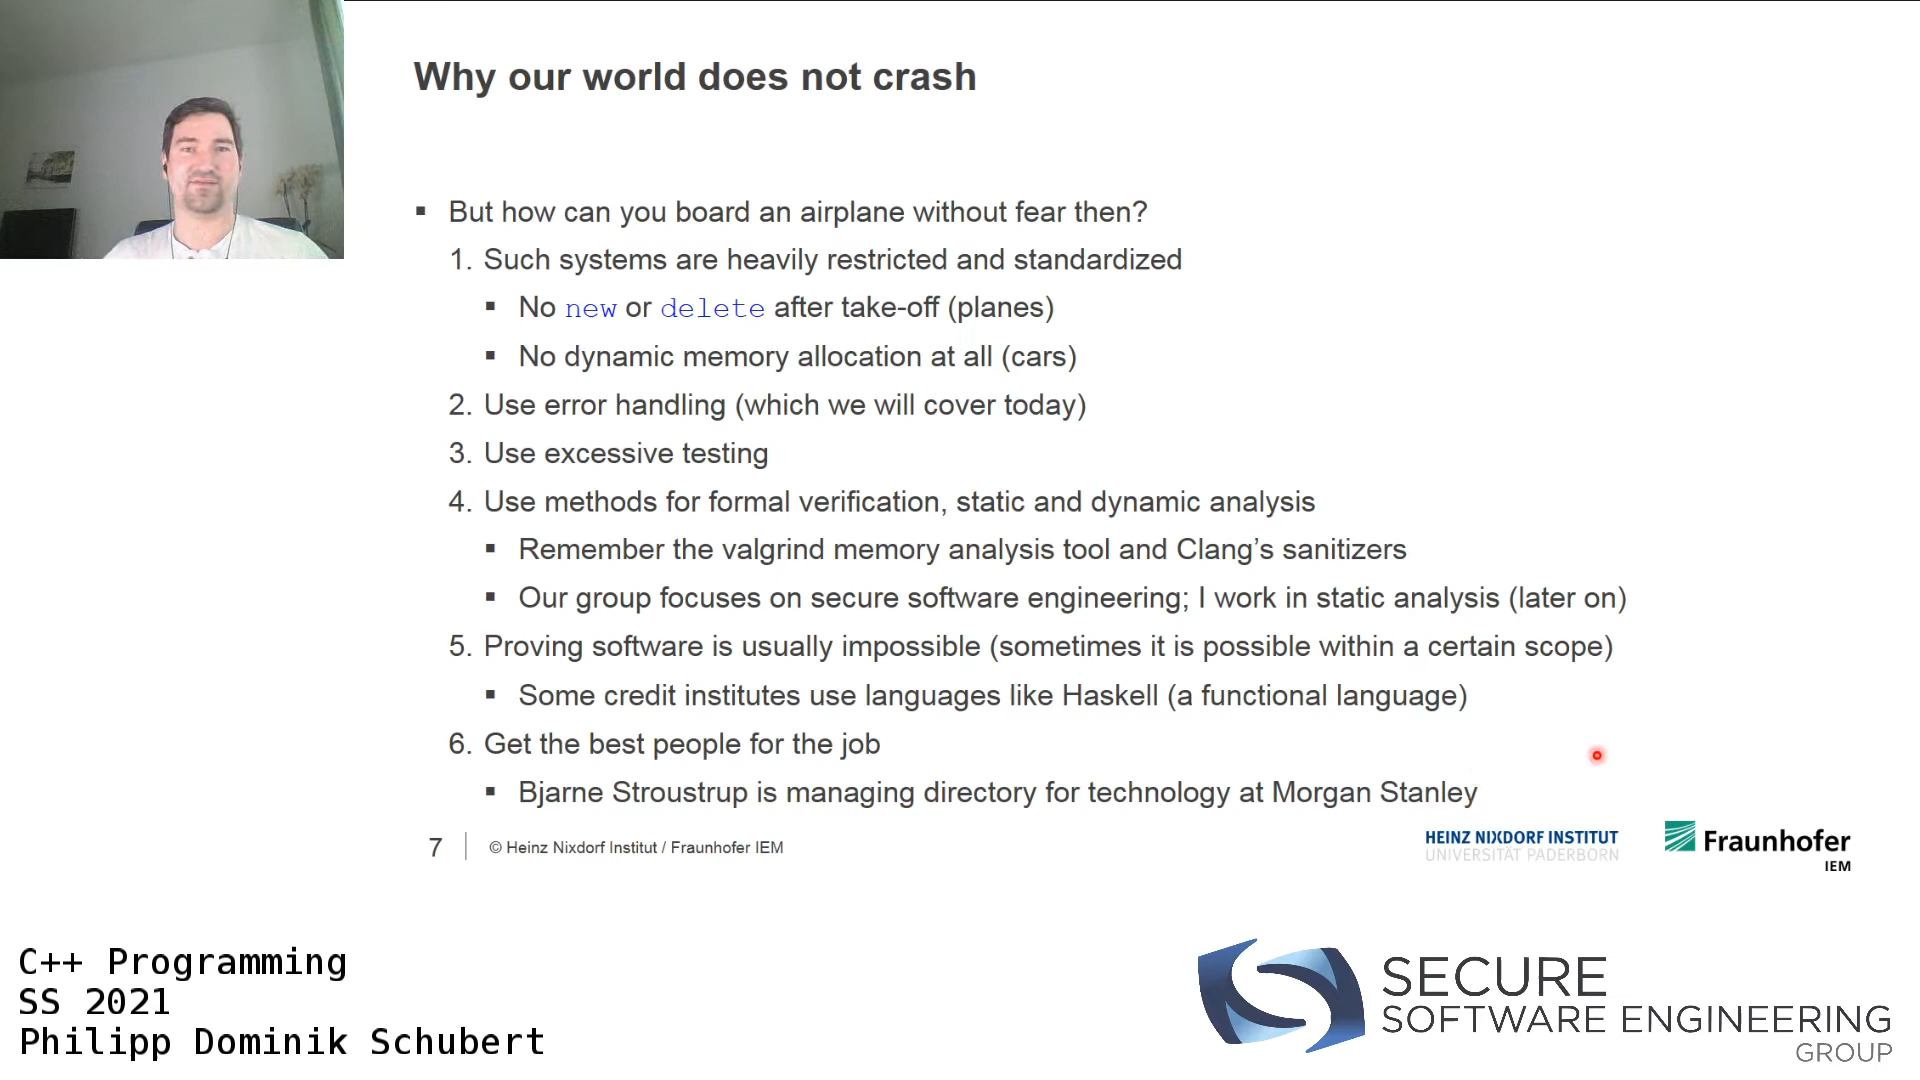 Why our world does not crash
▪ But how can you board an airplane without fear then?
1. Such systems are heavily restricted and standardized
▪ No new or delete after take-off (planes)
▪ No dynamic memory allocation at all (cars)
2. Use error handling (which we will cover today)
3. Use excessive testing
4. Use methods for formal verification, static and dynamic analysis
▪ Remember the valgrind memory analysis tool and Clang’s sanitizers
▪ Our group focuses on secure software engineering; I work in static analysis (later on)
5. Proving software is usually impossible (sometimes it is possible within a certain scope)
▪ Some credit institutes use languages like Haskell (a functional language)
6. Get the best people for the job
▪ Bjarne Stroustrup is managing directory for technology at Morgan Stanley
7 © Heinz Nixdorf Institut / Fraunhofer IEM
HEINZ NIXDORF INSTITUT
UNIVERSITÄT PADERBORN
Fraunhofer
IEM
C++ Programming
SS 2021
Philipp Dominik Schubert
SECURE
SOFTWARE ENGINEERING
GROUP